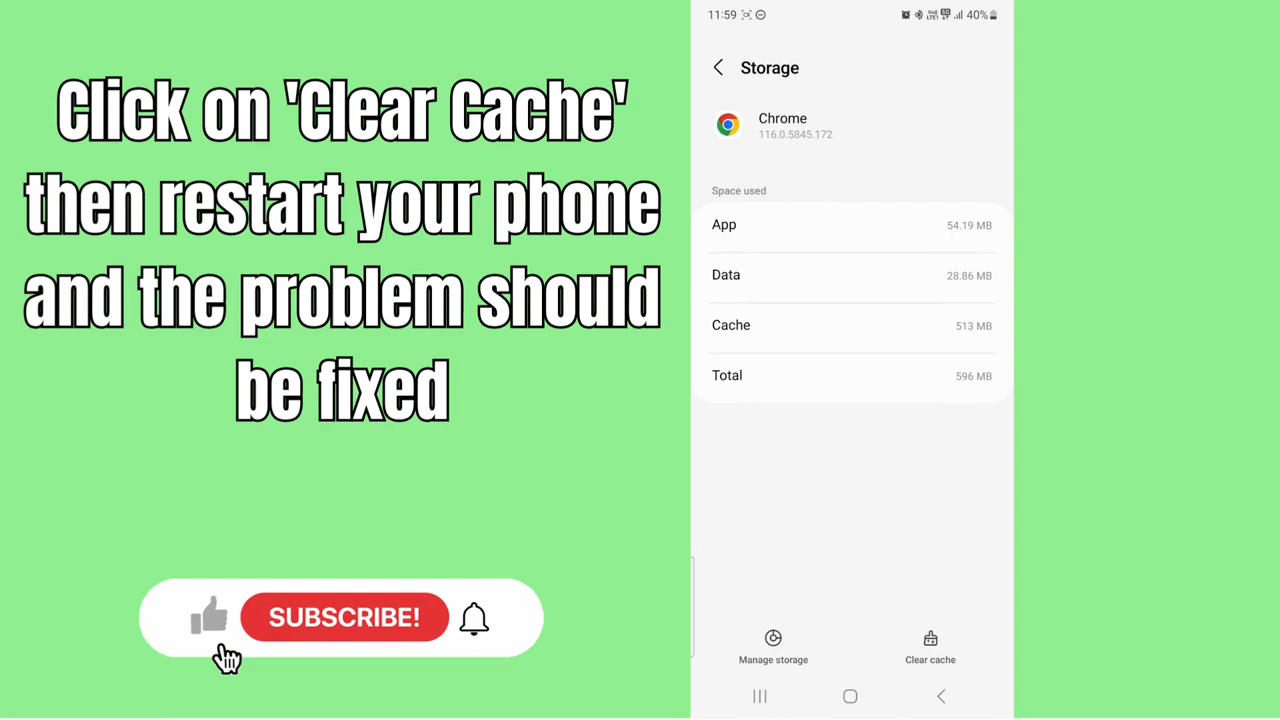 Click on 'Clear Cache'
then restart your phone
and the problem should
be fixed
SUBSCRIBE!
11:59
40%
Storage
Chrome
116.0.5845.172
Space used
App 54.19 MB
Data 28.86 MB
Cache 513 MB
Total 596 MB
Manage storage Clear cache